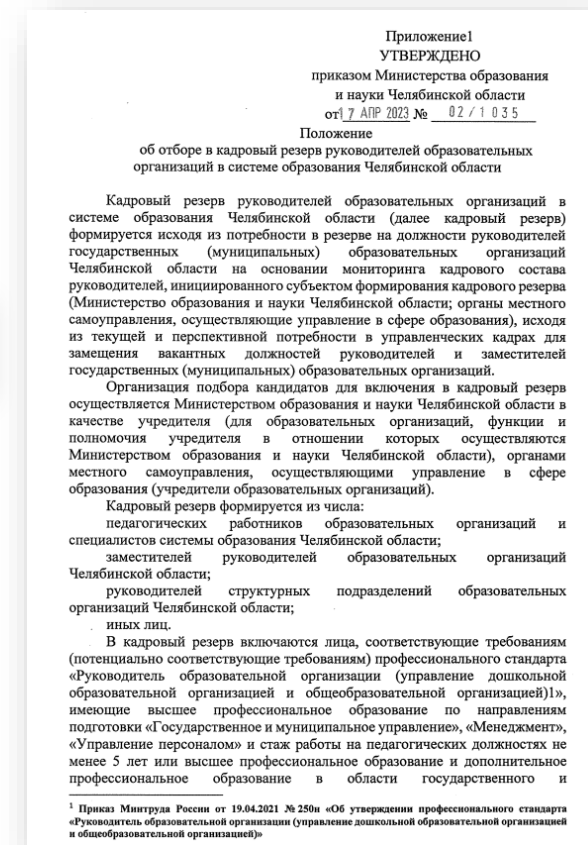 Приложение1
УТВЕРЖДЕНО
приказом Министерства образования
и науки Челябинской области
от17 АПР 2023 № 02/1035
Положение
об отборе в кадровый резерв руководителей образовательных
организаций в системе образования Челябинской области
Кадровый резерв руководителей образовательных организаций в
системе образования Челябинской области (далее кадровый резерв)
формируется исходя из потребности в резерве на должности руководителей
государственных (муниципальных) образовательных организаций
Челябинской области на основании мониторинга кадрового состава
руководителей, инициированного субъектом формирования кадрового резерва
(Министерство образования и науки Челябинской области; органы местного
самоуправления, осуществляющие управление в сфере образования), исходя
из текущей и перспективной потребности в управленческих кадрах для
замещения вакантных должностей руководителей и заместителей
государственных (муниципальных) образовательных организаций.
Организация подбора кандидатов для включения в кадровый резерв
осуществляется Министерством образования и науки Челябинской области в
качестве учредителя (для образовательных организаций, функции и
полномочия учредителя в отношении которых осуществляются
Министерством образования и науки Челябинской области), органами
местного самоуправления, осуществляющими управление в сфере
образования (учредители образовательных организаций).
Кадровый резерв формируется из числа:
педагогических работников образовательных организаций и
специалистов системы образования Челябинской области;
заместителей руководителей образовательных организаций
Челябинской области;
руководителей структурных подразделений образовательных
организаций Челябинской области;
иных лиц.
В кадровый резерв включаются лица, соответствующие требованиям
(потенциально соответствующие требованиям) профессионального стандарта
«Руководитель образовательной организации (управление дошкольной
образовательной организацией и общеобразовательной организацией)1»,
имеющие высшее профессиональное образование по направлениям
подготовки «Государственное и муниципальное управление», «Менеджмент»,
«Управление персоналом» и стаж работы на педагогических должностях не
менее 5 лет или высшее профессиональное образование и дополнительное
профессиональное образование в области государственного и
1 Приказ Минтруда России от 19.04.2021 № 250н «Об утверждении профессионального стандарта
«Руководитель образовательной организации (управление дошкольной образовательной организацией
и общеобразовательной организацией)»